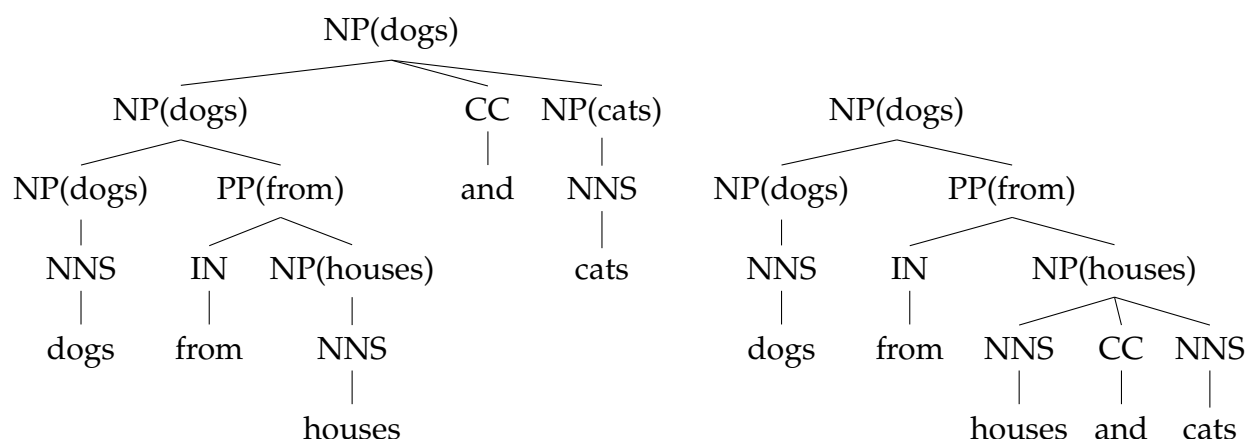 NP(dogs)
NP(dogs) CC NP(cats) NP(dogs)
NP(dogs) PP(from) and NNS NP(dogs) PP(from)
NNS IN NP(houses) cats NNS IN NP(houses)
dogs from NNS dogs from NNS CC NNS
houses houses and cats